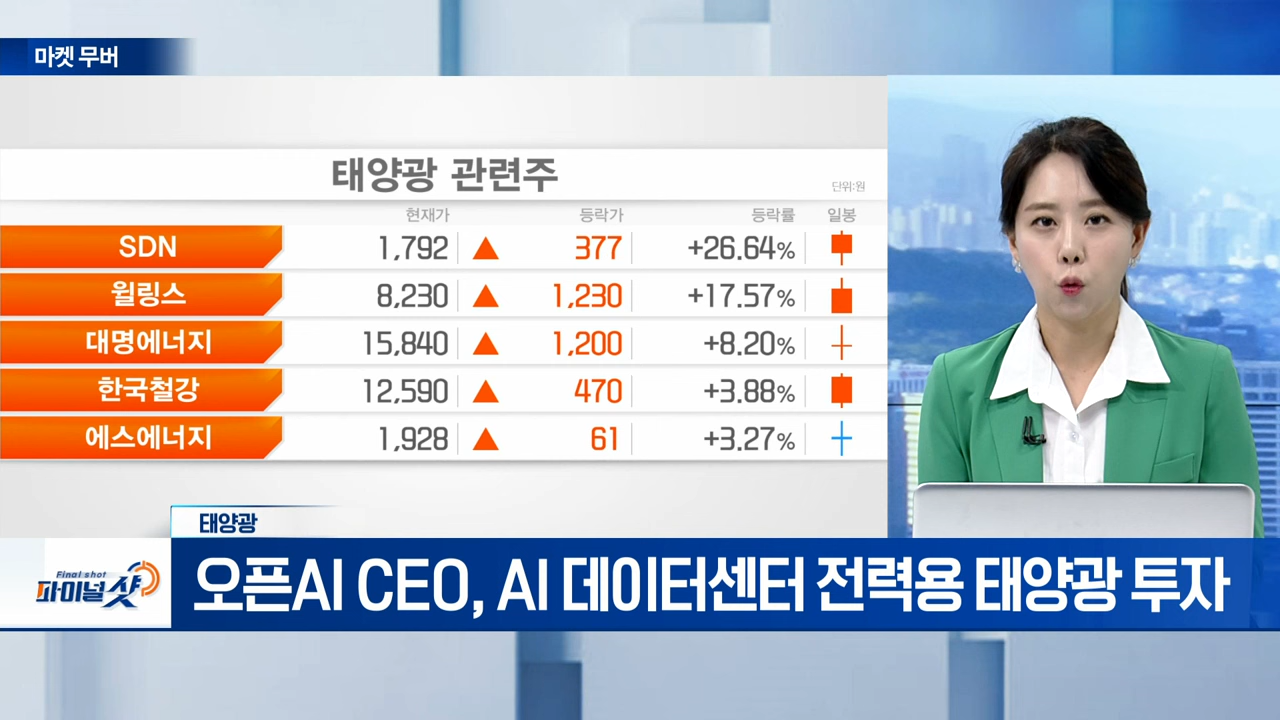 마켓 무버
태양광 관련주
단위:원
현재가 등락가 등락률 일봉
SDN 1,792 ▲ 377 +26.64%
윌링스 8,230 ▲ 1,230 +17.57%
대명에너지 15,840 ▲ 1,200 +8.20%
한국철강 12,590 ▲ 470 +3.88%
에스에너지 1,928 ▲ 61 +3.27%
태양광
Final shot
파이널샷
오픈AI CEO, AI 데이터센터 전력용 태양광 투자